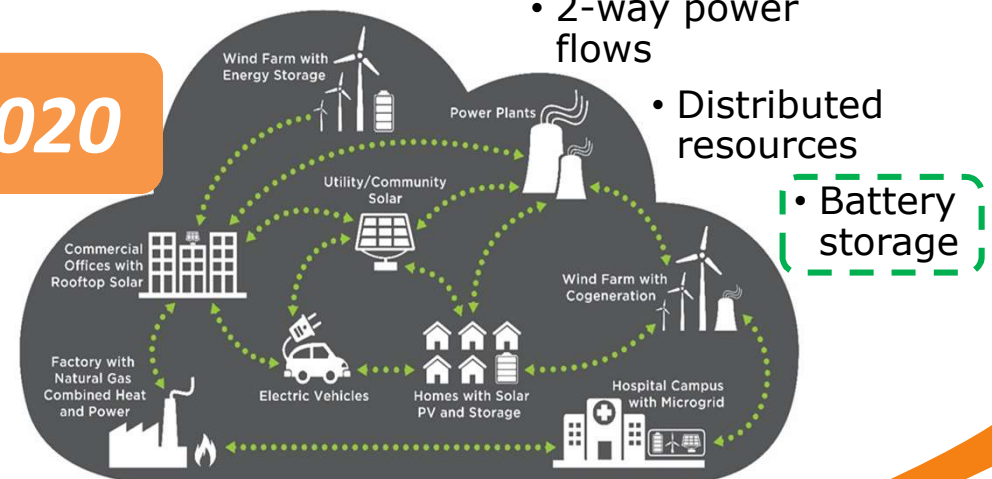 • 2-way power
flows
020
• Distributed
resources
• Battery
storage
Wind Farm with
Energy Storage
Power Plants
Utility/Community
Solar
Commercial
Offices with
Rooftop Solar
Wind Farm with
Cogeneration
Factory with
Natural Gas
Combined Heat
and Power
Electric Vehicles
Homes with Solar
PV and Storage
Hospital Campus
with Microgrid